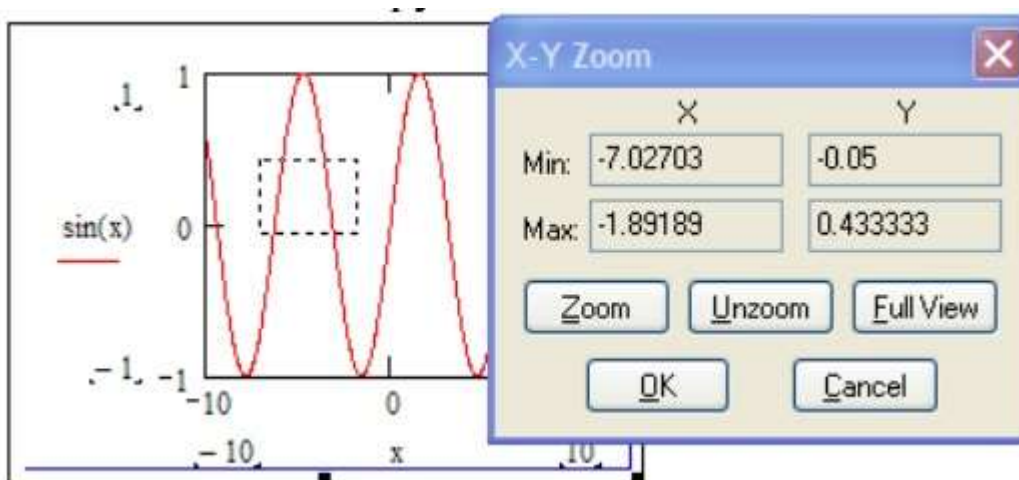 X-Y Zoom
X Y
Min: -7.02703 -0.05
Max: -1.89189 0.433333
Zoom Unzoom Full View
OK Cancel
1
1
sin(x)
0
-1
-1
-10 0
-10 x 10